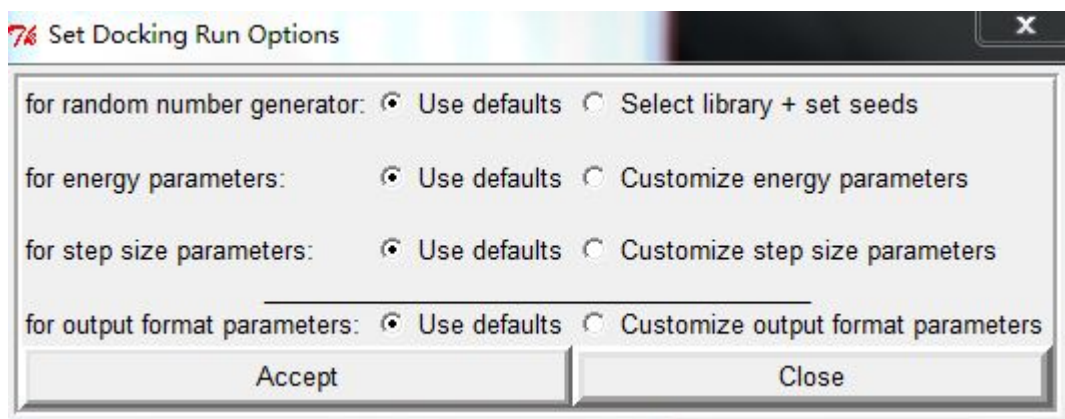 Set Docking Run Options
for random number generator: Use defaults Select library + set seeds
for energy parameters: Use defaults Customize energy parameters
for step size parameters: Use defaults Customize step size parameters
for output format parameters: Use defaults Customize output format parameters
Accept Close